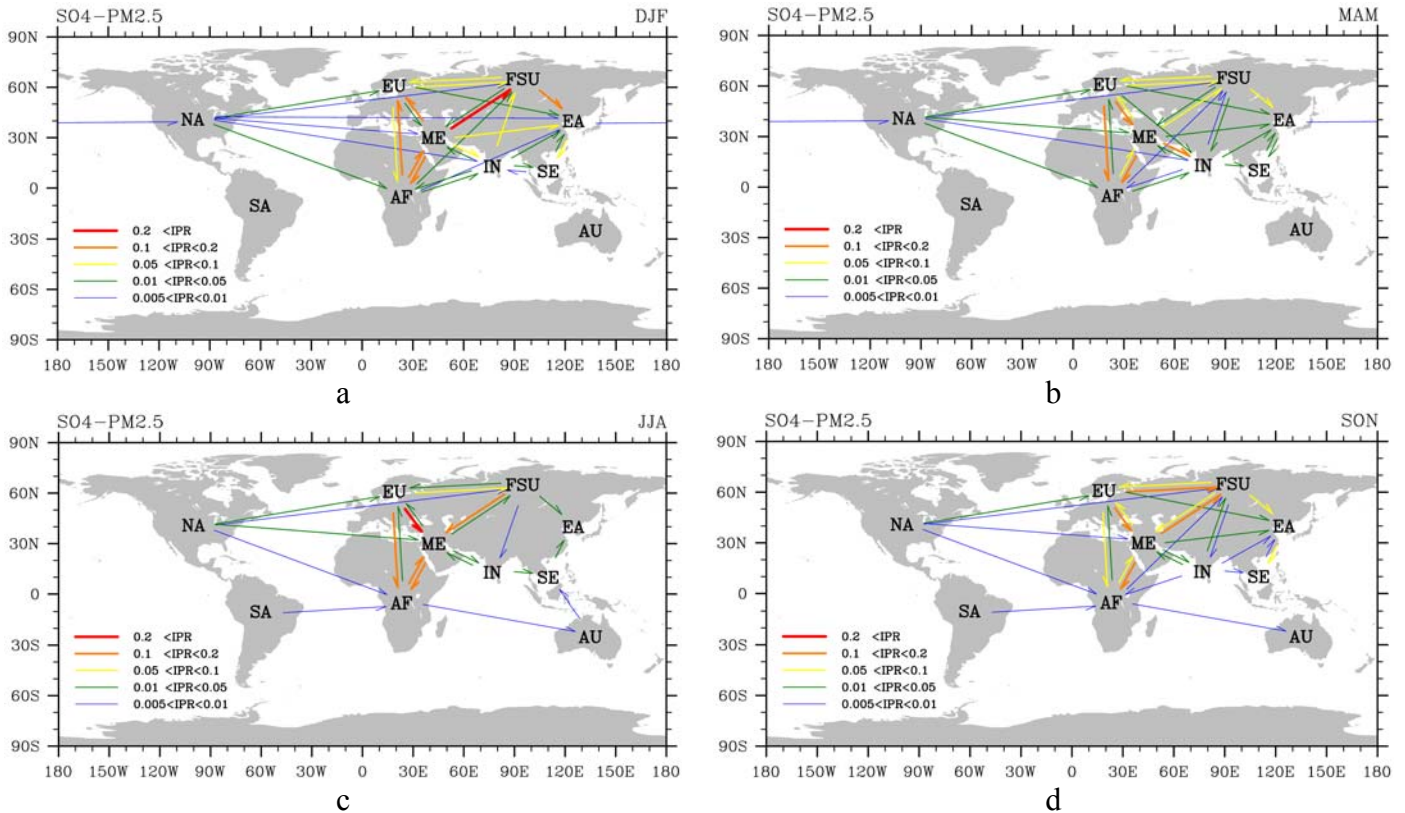 SO4-PM2.5 DJF
90N
60N
30N
0
30S
60S
90S
NA
EU
FSU
ME
EA
IN
SE
AF
SA
AU
0.2 <IPR
0.1 <IPR<0.2
0.05 <IPR<0.1
0.01 <IPR<0.05
0.005<IPR<0.01
180 150W 120W 90W 60W 30W 0 30E 60E 90E 120E 150E 180
a
SO4-PM2.5 MAM
90N
60N
30N
0
30S
60S
90S
NA
EU
FSU
ME
EA
IN
SE
AF
SA
AU
0.2 <IPR
0.1 <IPR<0.2
0.05 <IPR<0.1
0.01 <IPR<0.05
0.005<IPR<0.01
180 150W 120W 90W 60W 30W 0 30E 60E 90E 120E 150E 180
b
SO4-PM2.5 JJA
90N
60N
30N
0
30S
60S
90S
NA
EU
FSU
ME
EA
IN
SE
AF
SA
AU
0.2 <IPR
0.1 <IPR<0.2
0.05 <IPR<0.1
0.01 <IPR<0.05
0.005<IPR<0.01
180 150W 120W 90W 60W 30W 0 30E 60E 90E 120E 150E 180
c
SO4-PM2.5 SON
90N
60N
30N
0
30S
60S
90S
NA
EU
FSU
ME
EA
IN
SE
AF
SA
AU
0.2 <IPR
0.1 <IPR<0.2
0.05 <IPR<0.1
0.01 <IPR<0.05
0.005<IPR<0.01
180 150W 120W 90W 60W 30W 0 30E 60E 90E 120E 150E 180
d